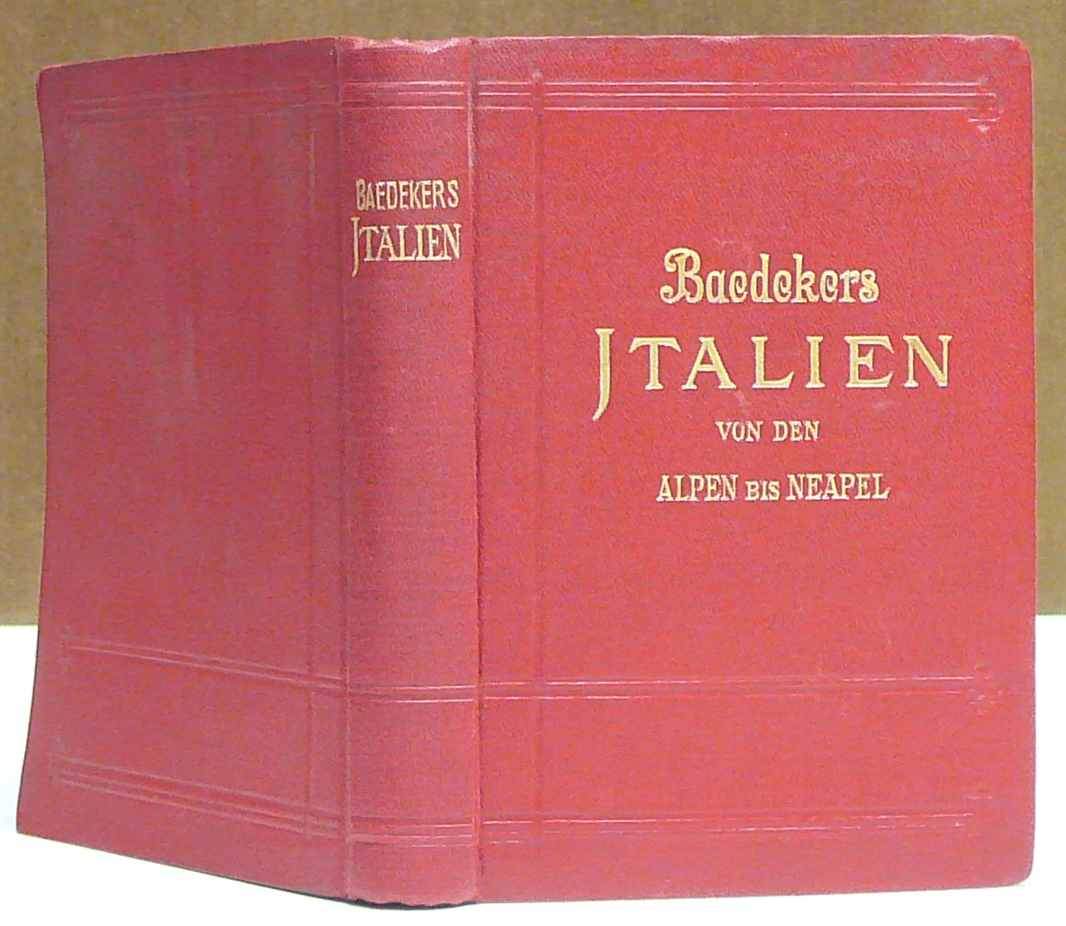 BAEDEKERS
JTALIEN
Baedekers
JTALIEN
VON DEN
ALPEN BIS NEAPEL